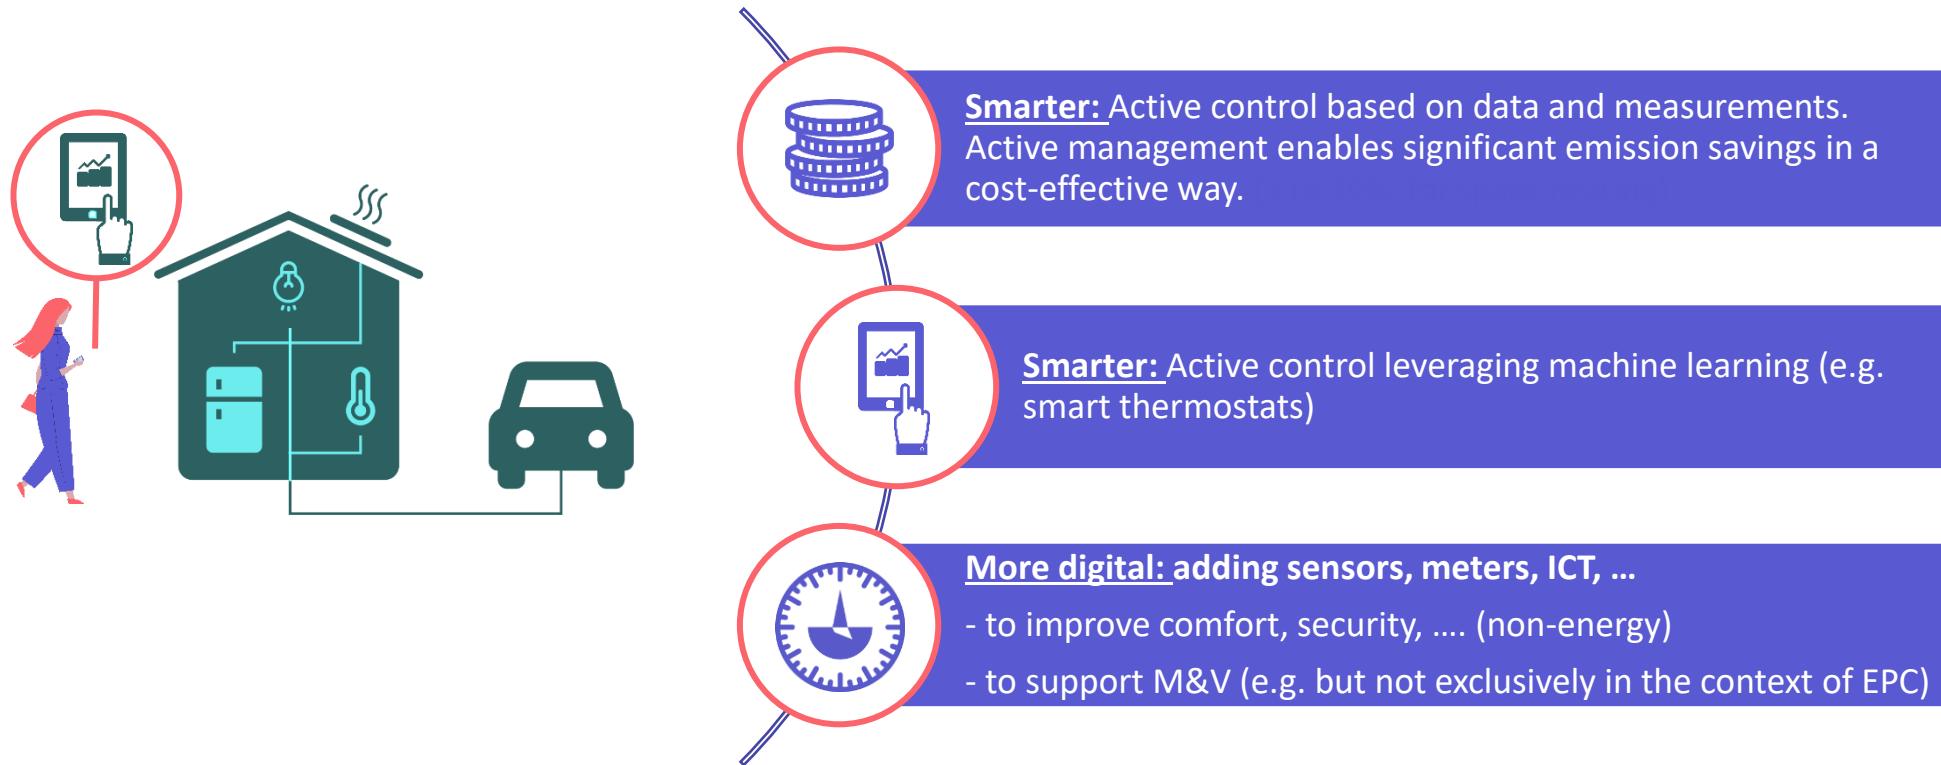 Smarter: Active control based on data and measurements.
Active management enables significant emission savings in a
cost-effective way.
Smarter: Active control leveraging machine learning (e.g.
smart thermostats)
More digital: adding sensors, meters, ICT, …
- to improve comfort, security, …. (non-energy)
- to support M&V (e.g. but not exclusively in the context of EPC)